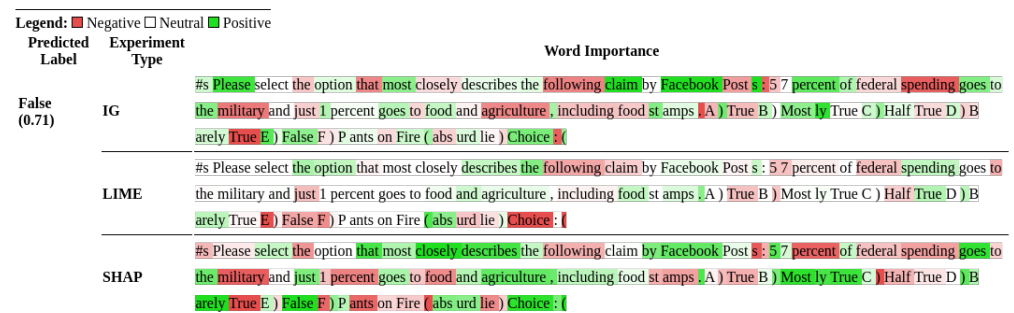 Legend: Negative Neutral Positive
Predicted Label Experiment Type Word Importance
False (0.71)
IG
#s Please select the option that most closely describes the following claim by Facebook Post s : 5 7 percent of federal spending goes to
the military and just 1 percent goes to food and agriculture , including food st amps . A ) True B ) Most ly True C ) Half True D ) B
arely True E ) False F ) P ants on Fire ( abs urd lie ) Choice : (
LIME
#s Please select the option that most closely describes the following claim by Facebook Post s : 5 7 percent of federal spending goes to
the military and just 1 percent goes to food and agriculture , including food st amps . A ) True B ) Most ly True C ) Half True D ) B
arely True E ) False F ) P ants on Fire ( abs urd lie ) Choice : (
SHAP
#s Please select the option that most closely describes the following claim by Facebook Post s : 5 7 percent of federal spending goes to
the military and just 1 percent goes to food and agriculture , including food st amps . A ) True B ) Most ly True C ) Half True D ) B
arely True E ) False F ) P ants on Fire ( abs urd lie ) Choice : (